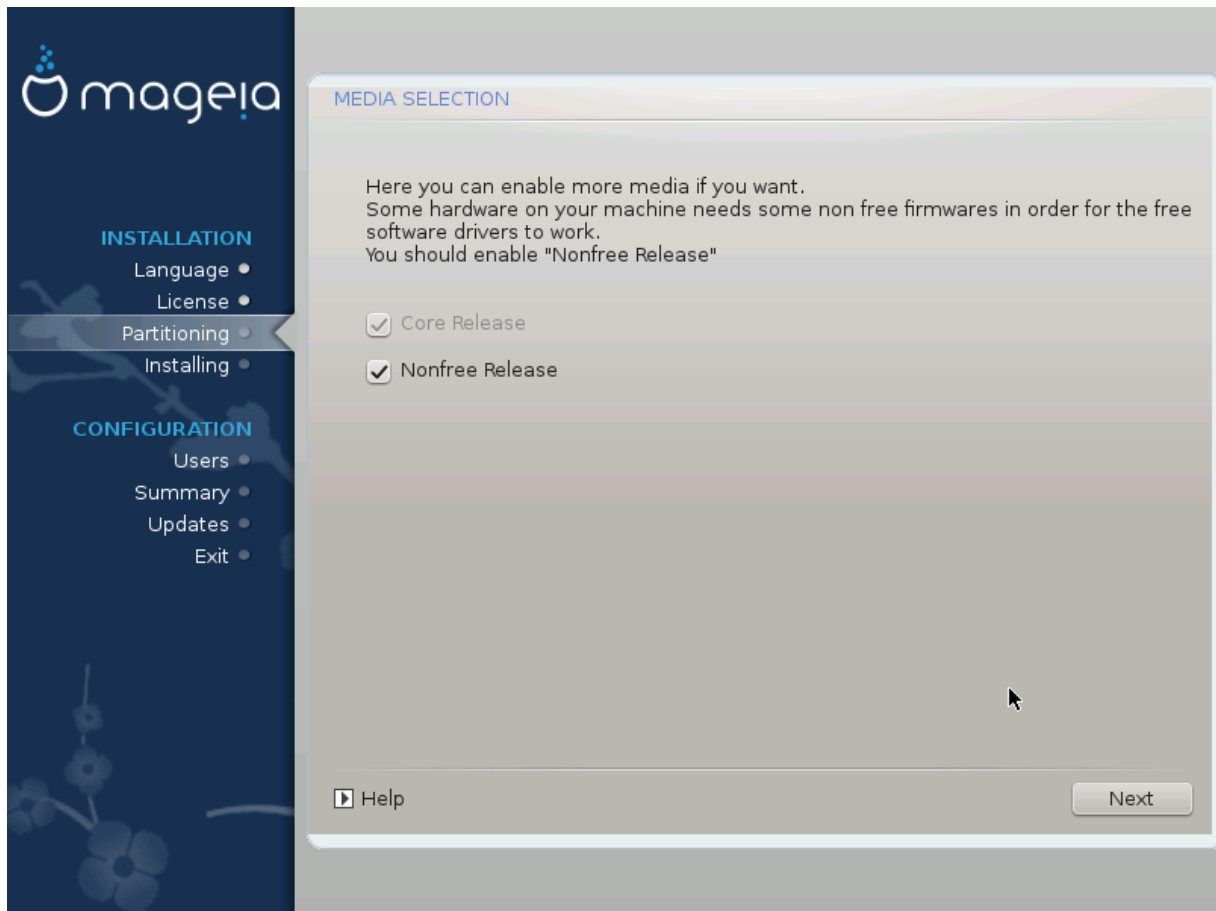 mageia
INSTALLATION
Language
License
Partitioning
Installing
CONFIGURATION
Users
Summary
Updates
Exit
MEDIA SELECTION
Here you can enable more media if you want.
Some hardware on your machine needs some non free firmwares in order for the free
software drivers to work.
You should enable "Nonfree Release"
Core Release
Nonfree Release
Help
Next